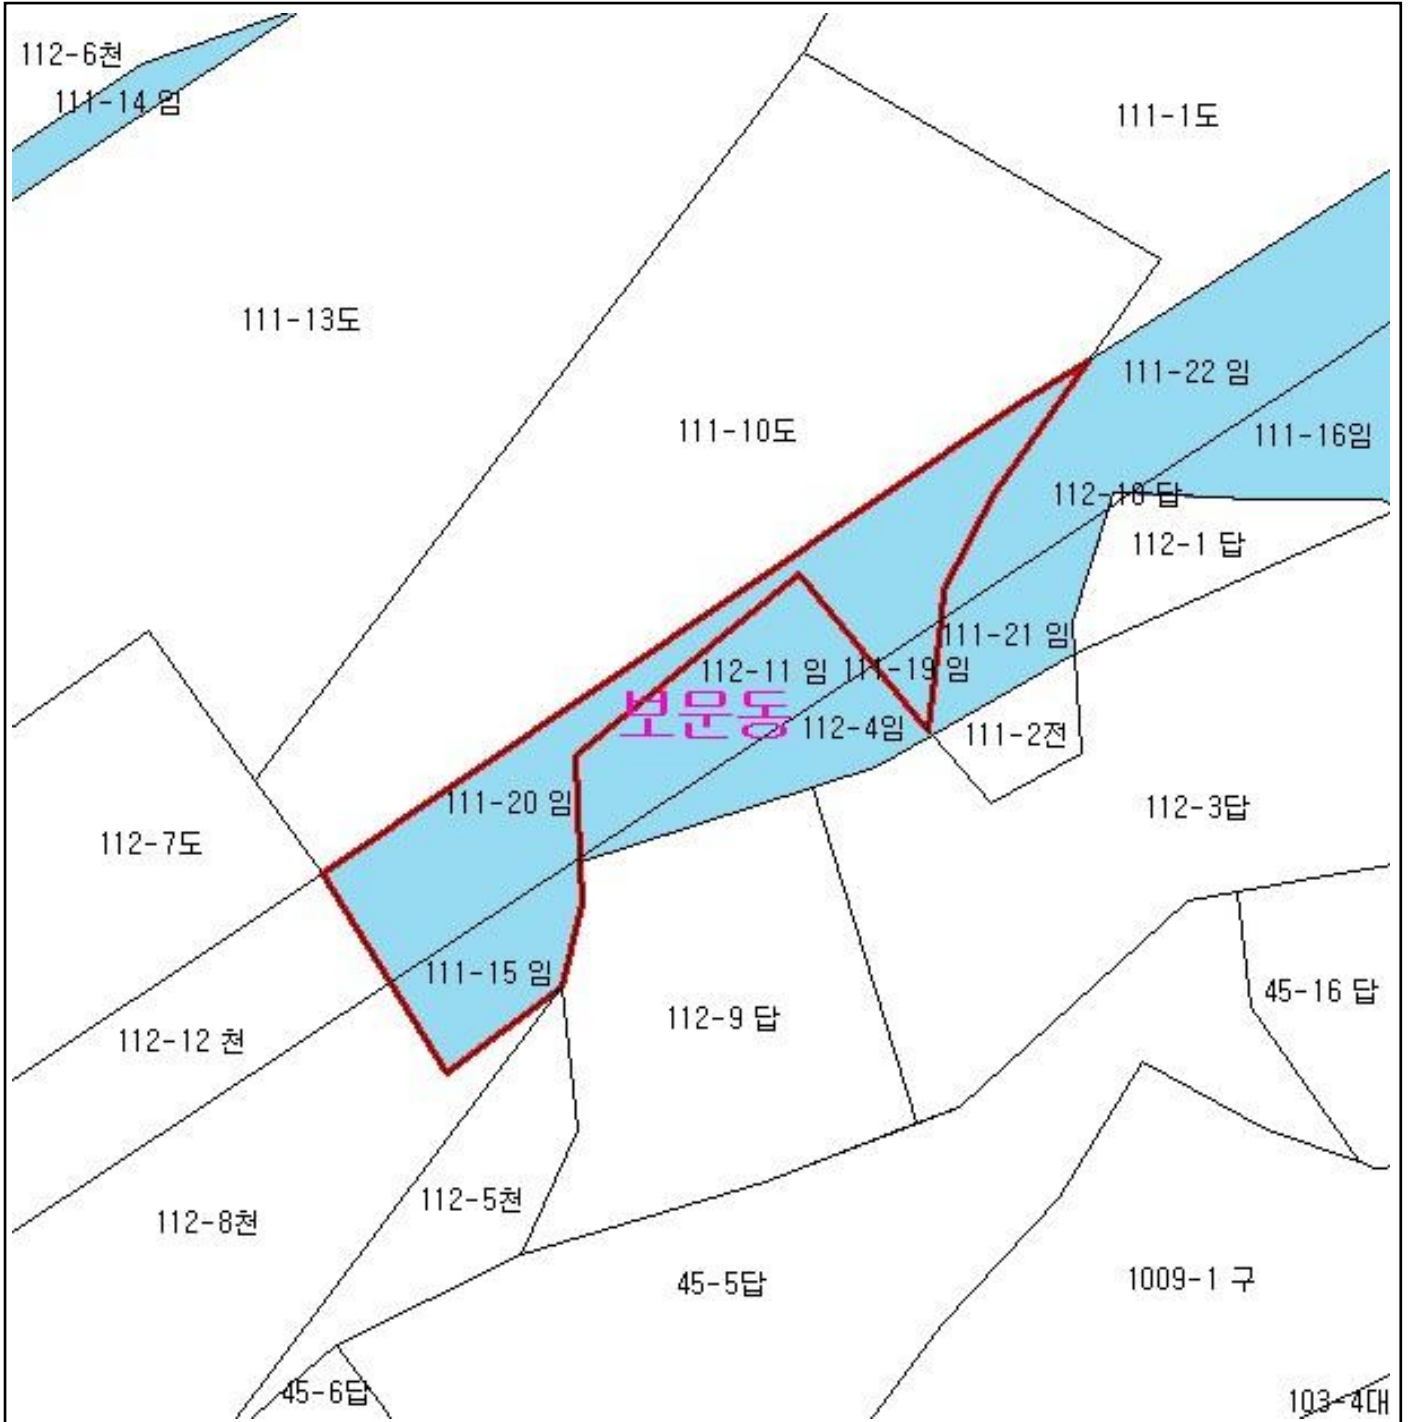 112-6천
111-14 임
111-1도
111-13도
111-22 임
111-10도
111-16임
112-10 답
112-1 답
111-21 임
112-11 임
111-19 임
보문동
112-4임
111-2전
111-20 임
112-3답
112-7도
111-15 임
45-16 답
112-9 답
112-12 천
112-5천
112-8천
45-5답
1009-1 구
45-6답
103-4대